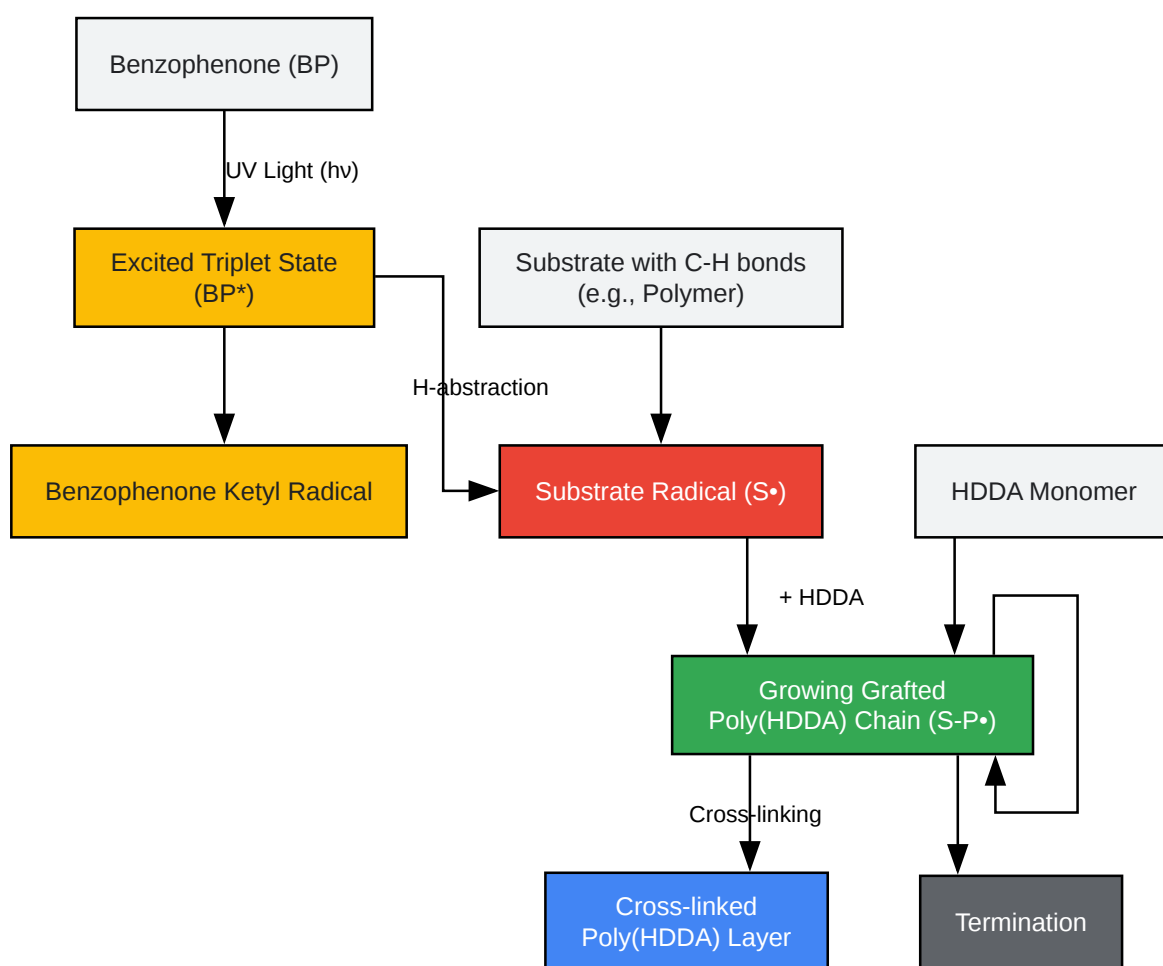 Benzophenone (BP)
UV Light (hν)
Excited Triplet State
(BP*)
Substrate with C-H bonds
(e.g., Polymer)
H-abstraction
Benzophenone Ketyl Radical
Substrate Radical (S•)
HDDA Monomer
+ HDDA
Growing Grafted
Poly(HDDA) Chain (S-P•)
Cross-linking
Cross-linked
Poly(HDDA) Layer
Termination